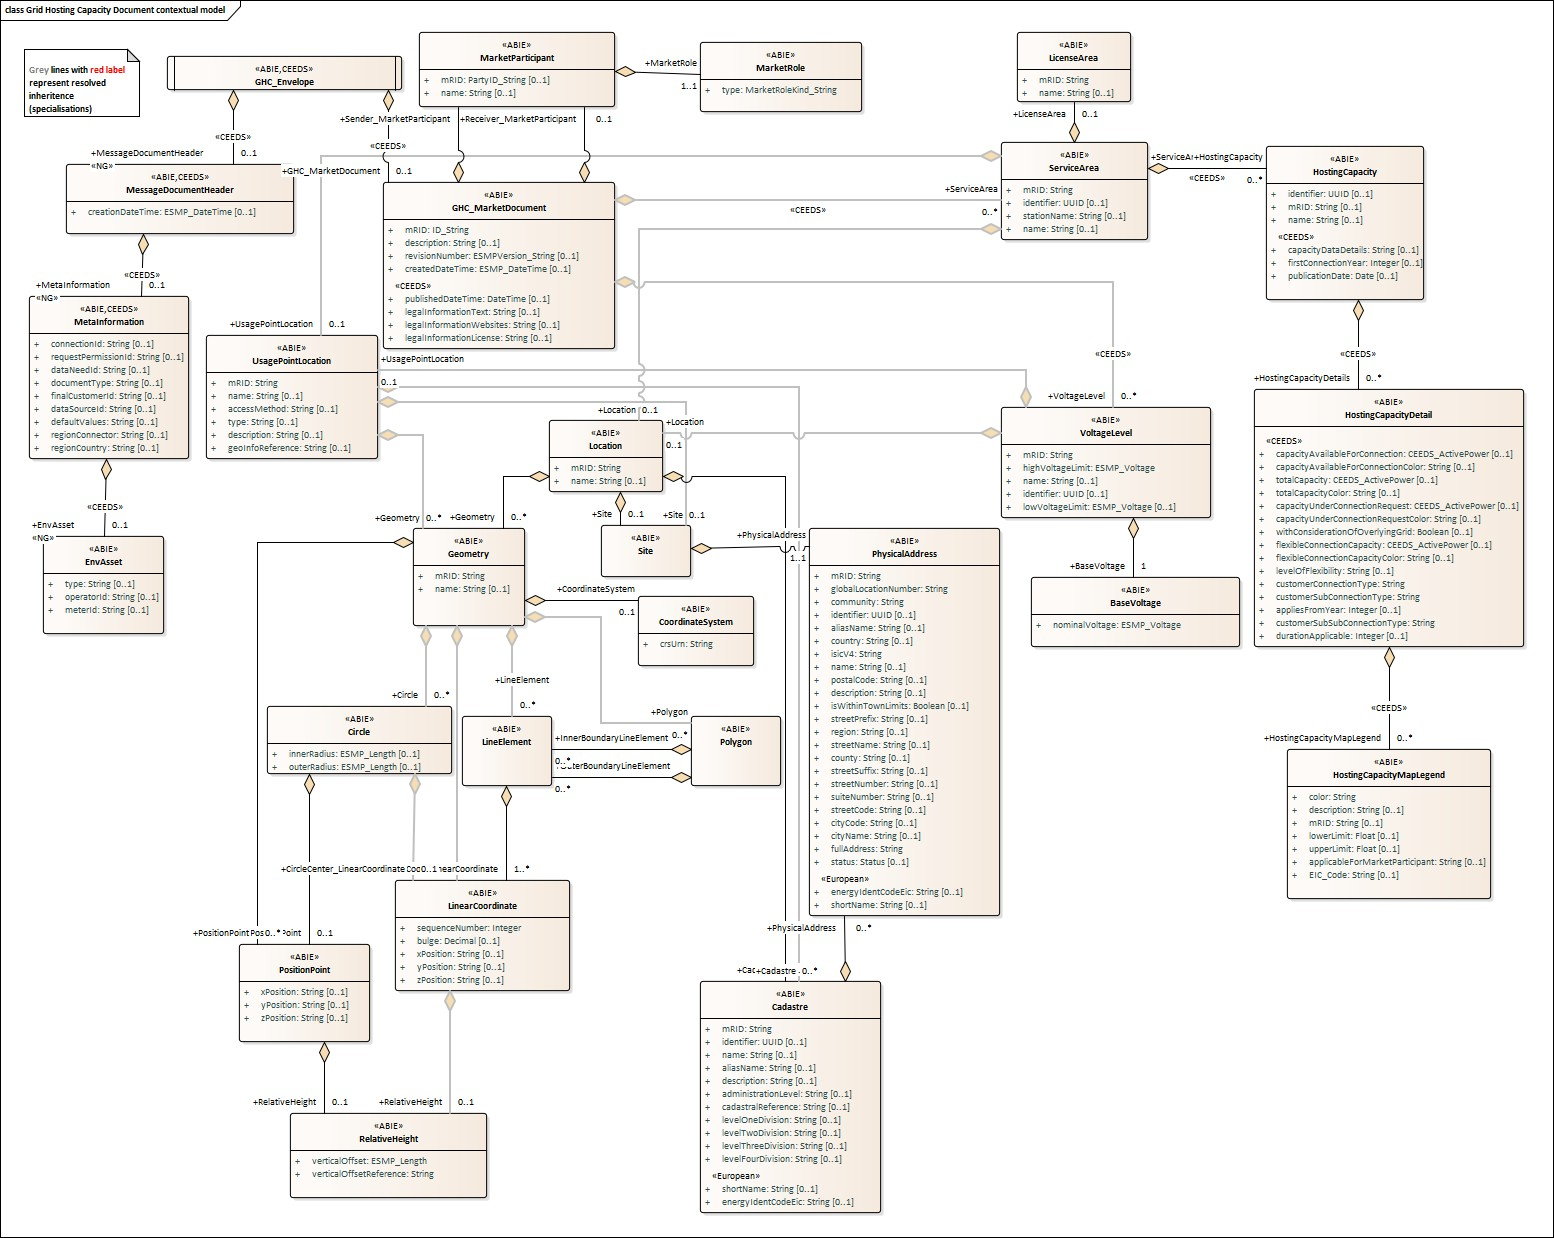 class Grid Hosting Capacity Document contextual model
Grey lines with red label
represent resolved
inheritence
(specialisations)
«ABIE,CEEDS»
GHC_Envelope
«ABIE»
MarketParticipant
+ mRID: PartyID_String [0..1]
+ name: String [0..1]
+MarketRole
1..1
«ABIE»
MarketRole
+ type: MarketRoleKind_String
«ABIE»
LicenseArea
+ mRID: String
+ name: String [0..1]
+LicenseArea
0..1
«CEEDS»
+MessageDocumentHeader
0..1
«NG»
+Sender_MarketParticipant
+Receiver_MarketParticipant
0..1
«CEEDS»
+GHC_MarketDocument
0..1
«ABIE,CEEDS»
MessageDocumentHeader
+ creationDateTime: ESMP_DateTime [0..1]
«ABIE»
GHC_MarketDocument
+ mRID: ID_String
+ description: String [0..1]
+ revisionNumber: ESMPVersion_String [0..1]
+ createdDateTime: ESMP_DateTime [0..1]
«CEEDS»
+ publishedDateTime: DateTime [0..1]
+ legalInformationText: String [0..1]
+ legalInformationWebsites: String [0..1]
+ legalInformationLicense: String [0..1]
«ABIE»
ServiceArea
+ mRID: String
+ identifier: UUID [0..1]
+ stationName: String [0..1]
+ name: String [0..1]
+ServiceArea
«CEEDS»
0..*
+HostingCapacity
«CEEDS»
0..*
«ABIE»
HostingCapacity
+ identifier: UUID [0..1]
+ mRID: String [0..1]
+ name: String [0..1]
«CEEDS»
+ capacityDataDetails: String [0..1]
+ firstConnectionYear: Integer [0..1]
+ publicationDate: Date [0..1]
«CEEDS»
+MetaInformation
0..1
«NG»
«ABIE,CEEDS»
MetaInformation
+ connectionId: String [0..1]
+ requestPermissionId: String [0..1]
+ dataNeedId: String [0..1]
+ documentType: String [0..1]
+ finalCustomerId: String [0..1]
+ dataSourceId: String [0..1]
+ defaultValues: String [0..1]
+ regionConnector: String [0..1]
+ regionCountry: String [0..1]
+UsagePointLocation
0..1
«ABIE»
UsagePointLocation
+ mRID: String
+ name: String [0..1]
+ accessMethod: String [0..1]
+ type: String [0..1]
+ description: String [0..1]
+ geoInfoReference: String [0..1]
+UsagePointLocation
0..1
«CEEDS»
+VoltageLevel
0..*
«ABIE»
VoltageLevel
+ mRID: String
+ highVoltageLimit: ESMP_Voltage
+ name: String [0..1]
+ identifier: UUID [0..1]
+ lowVoltageLimit: ESMP_Voltage [0..1]
«CEEDS»
+HostingCapacityDetails
0..*
«ABIE»
HostingCapacityDetail
«CEEDS»
+ capacityAvailableForConnection: CEEDS_ActivePower [0..1]
+ capacityAvailableForConnectionColor: String [0..1]
+ totalCapacity: CEEDS_ActivePower [0..1]
+ totalCapacityColor: String [0..1]
+ capacityUnderConnectionRequest: CEEDS_ActivePower [0..1]
+ capacityUnderConnectionRequestColor: String [0..1]
+ withConsiderationOfOverlyingGrid: Boolean [0..1]
+ flexibleConnectionCapacity: CEEDS_ActivePower [0..1]
+ flexibleConnectionCapacityColor: String [0..1]
+ levelOfFlexibility: String [0..1]
+ customerConnectionType: String
+ customerSubConnectionType: String
+ appliesFromYear: Integer [0..1]
+ customerSubSubConnectionType: String
+ durationApplicable: Integer [0..1]
+Location
0..1
+Location
0..1
«ABIE»
Location
+ mRID: String
+ name: String [0..1]
«CEEDS»
+EnvAsset
0..1
«NG»
«ABIE»
EnvAsset
+ type: String [0..1]
+ operatorId: String [0..1]
+ meterId: String [0..1]
+Geometry
0..*
+Geometry
0..*
+Site
0..1
+Site
0..1
«ABIE»
Geometry
+ mRID: String
+ name: String [0..1]
«ABIE»
Site
+PhysicalAddress
1..1
«ABIE»
PhysicalAddress
+ mRID: String
+ globalLocationNumber: String
+ community: String
+ identifier: UUID [0..1]
+ aliasName: String [0..1]
+ country: String [0..1]
+ isicV4: String
+ name: String [0..1]
+ postalCode: String [0..1]
+ description: String [0..1]
+ isWithinTownLimits: Boolean [0..1]
+ streetPrefix: String [0..1]
+ region: String [0..1]
+ streetName: String [0..1]
+ county: String [0..1]
+ streetSuffix: String [0..1]
+ streetNumber: String [0..1]
+ suiteNumber: String [0..1]
+ streetCode: String [0..1]
+ cityCode: String [0..1]
+ cityName: String [0..1]
+ fullAddress: String
+ status: Status [0..1]
«European»
+ energyIdentCodeEic: String [0..1]
+ shortName: String [0..1]
+BaseVoltage
1
«ABIE»
BaseVoltage
+ nominalVoltage: ESMP_Voltage
+CoordinateSystem
0..1
«ABIE»
CoordinateSystem
+ crsUrn: String
«CEEDS»
+HostingCapacityMapLegend
0..*
«ABIE»
HostingCapacityMapLegend
+ color: String
+ description: String [0..1]
+ mRID: String [0..1]
+ lowerLimit: Float [0..1]
+ upperLimit: Float [0..1]
+ applicableForMarketParticipant: String [0..1]
+ EIC_Code: String [0..1]
+Circle
0..*
+LineElement
0..*
+Polygon
0..*
«ABIE»
Circle
+ innerRadius: ESMP_Length [0..1]
+ outerRadius: ESMP_Length [0..1]
«ABIE»
LineElement
+InnerBoundaryLineElement
0..*
OuterBoundaryLineElement
0..*
«ABIE»
Polygon
+CircleCenter_LinearCoordinate
0..1
1..*
«ABIE»
LinearCoordinate
+ sequenceNumber: Integer
+ bulge: Decimal [0..1]
+ xPosition: String [0..1]
+ yPosition: String [0..1]
+ zPosition: String [0..1]
+PositionPoint
0..*
0..1
«ABIE»
PositionPoint
+ xPosition: String [0..1]
+ yPosition: String [0..1]
+ zPosition: String [0..1]
+PhysicalAddress
0..*
+Cadastre
0..*
«ABIE»
Cadastre
+ mRID: String
+ identifier: UUID [0..1]
+ name: String [0..1]
+ aliasName: String [0..1]
+ description: String [0..1]
+ administrationLevel: String [0..1]
+ cadastralReference: String [0..1]
+ levelOneDivision: String [0..1]
+ levelTwoDivision: String [0..1]
+ levelThreeDivision: String [0..1]
+ levelFourDivision: String [0..1]
«European»
+ shortName: String [0..1]
+ energyIdentCodeEic: String [0..1]
+RelativeHeight
0..1
+RelativeHeight
0..1
«ABIE»
RelativeHeight
+ verticalOffset: ESMP_Length
+ verticalOffsetReference: String